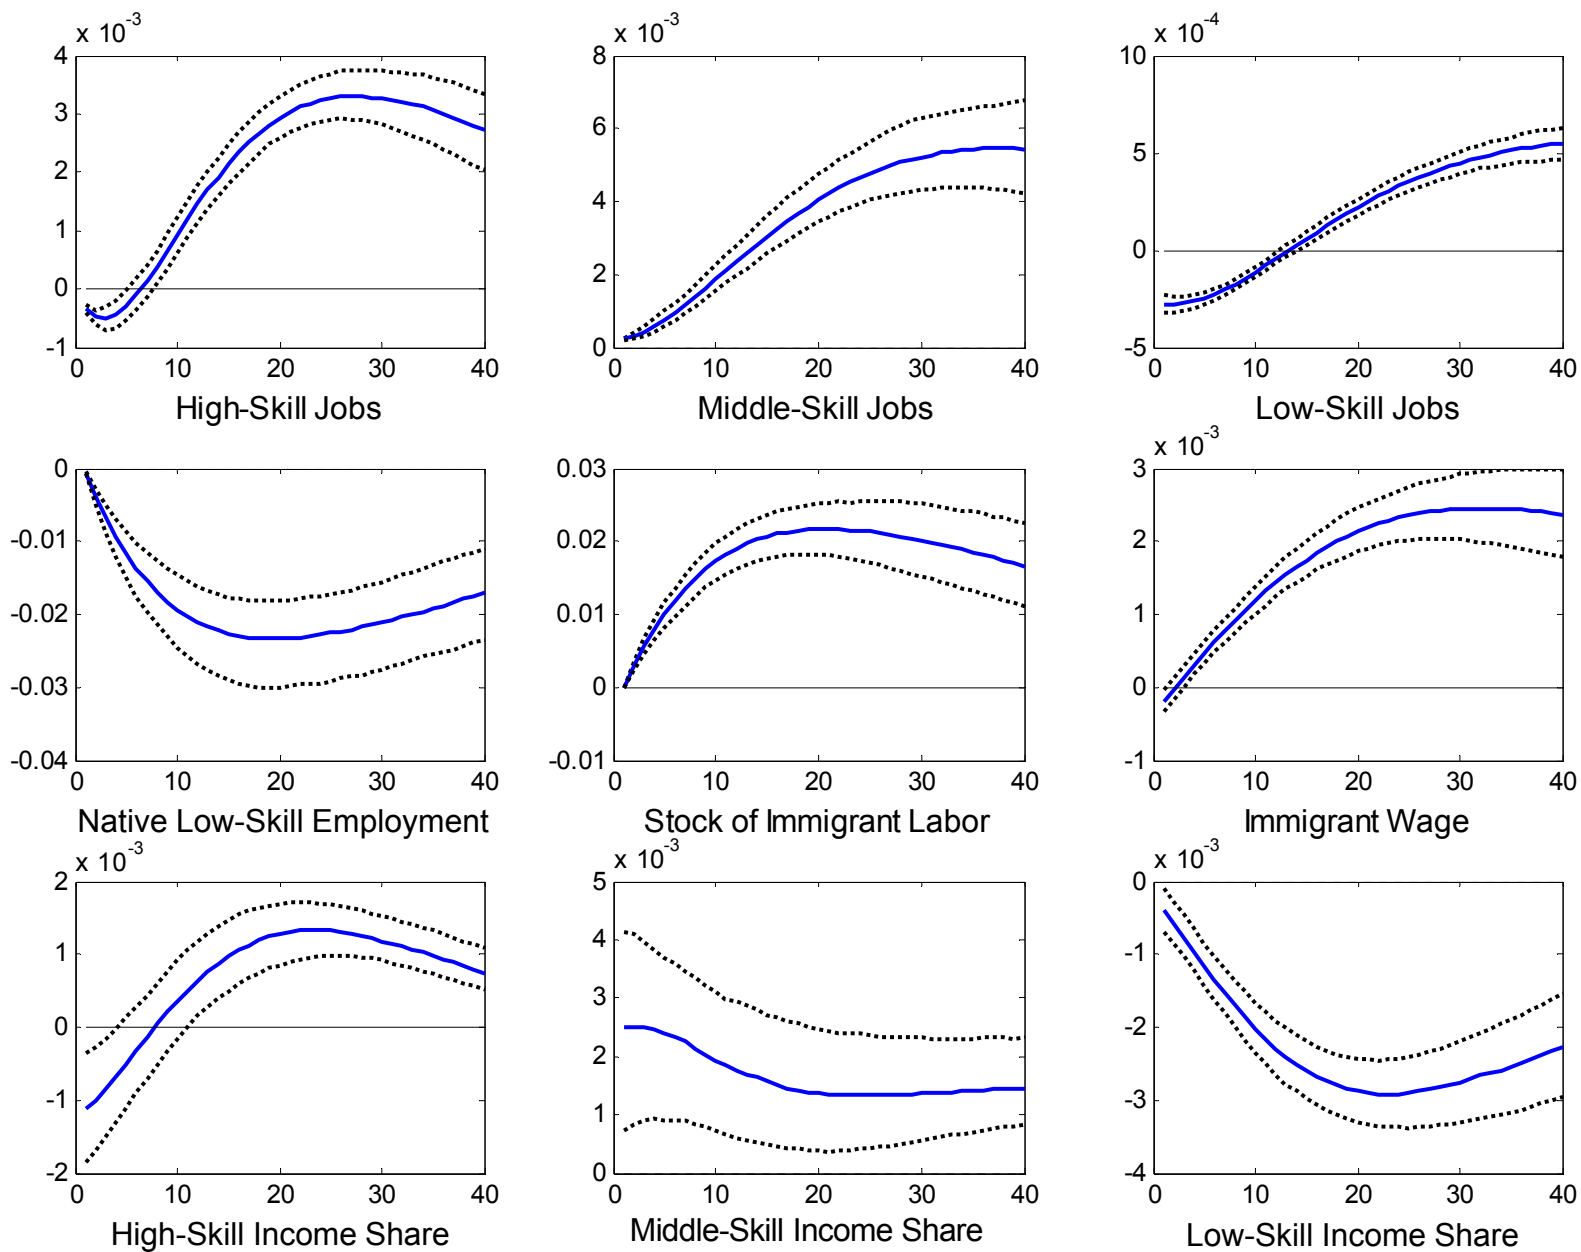 x 10^-3
4
3
2
1
0
-1
0 10 20 30 40
High-Skill Jobs
x 10^-3
8
6
4
2
0
0 10 20 30 40
Middle-Skill Jobs
x 10^-4
10
5
0
-5
0 10 20 30 40
Low-Skill Jobs
0
-0.01
-0.02
-0.03
-0.04
0 10 20 30 40
Native Low-Skill Employment
0.03
0.02
0.01
0
-0.01
0 10 20 30 40
Stock of Immigrant Labor
x 10^-3
3
2
1
0
-1
0 10 20 30 40
Immigrant Wage
x 10^-3
2
1
0
-1
-2
0 10 20 30 40
High-Skill Income Share
x 10^-3
5
4
3
2
1
0
0 10 20 30 40
Middle-Skill Income Share
x 10^-3
0
-1
-2
-3
-4
0 10 20 30 40
Low-Skill Income Share